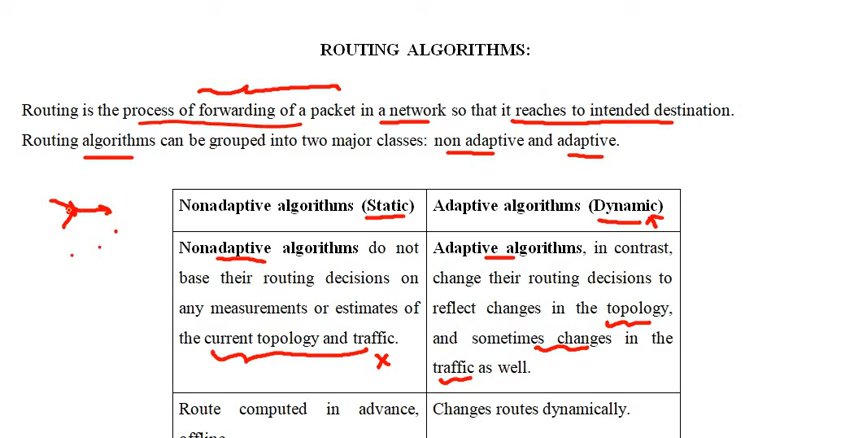 ROUTING ALGORITHMS:
Routing is the process of forwarding of a packet in a network so that it reaches to intended destination.
Routing algorithms can be grouped into two major classes: non adaptive and adaptive.
Nonadaptive algorithms (Static)
Adaptive algorithms (Dynamic)
Nonadaptive algorithms do not
base their routing decisions on
any measurements or estimates of
the current topology and traffic.
Adaptive algorithms, in contrast,
change their routing decisions to
reflect changes in the topology,
and sometimes changes in the
traffic as well.
Route computed in advance,
offline
Changes routes dynamically.